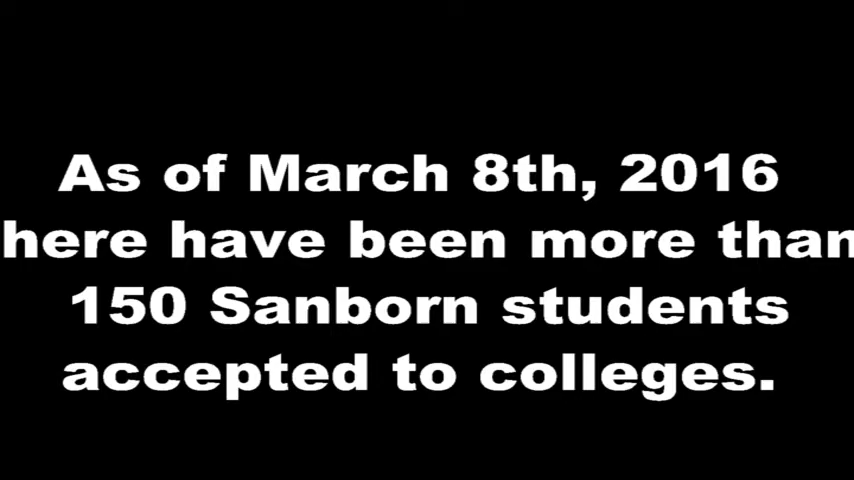 As of March 8th, 2016
here have been more than
150 Sanborn students
accepted to colleges.